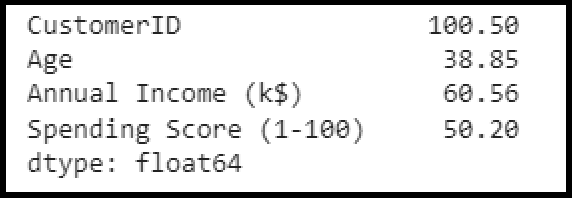 CustomerID                100.50
Age                        38.85
Annual Income (k$)         60.56
Spending Score (1-100)     50.20
dtype: float64